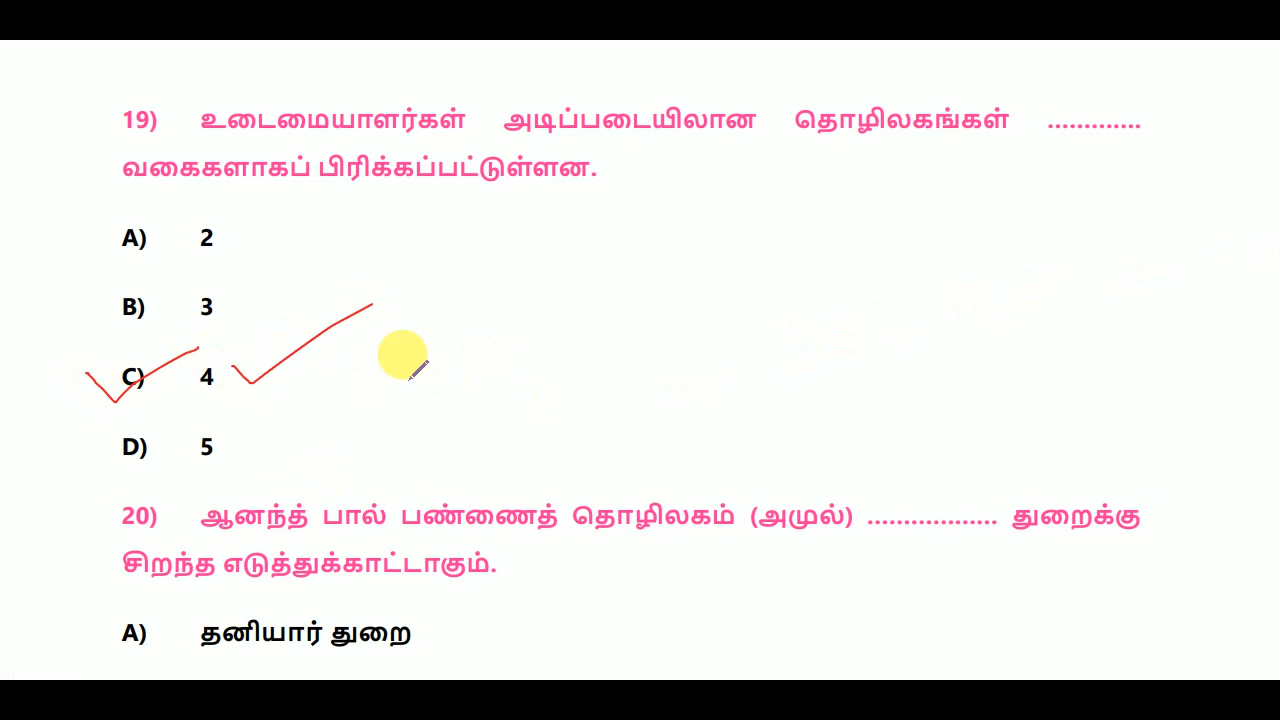 19) உடைமையாளர்கள் அடிப்படையிலான தொழிலகங்கள் .............
வகைகளாகப் பிரிக்கப்பட்டுள்ளன.
A) 2
B) 3
C) 4
D) 5
20) ஆனந்த் பால் பண்ணைத் தொழிலகம் (அமுல்) .................. துறைக்கு
சிறந்த எடுத்துக்காட்டாகும்.
A) தனியார் துறை